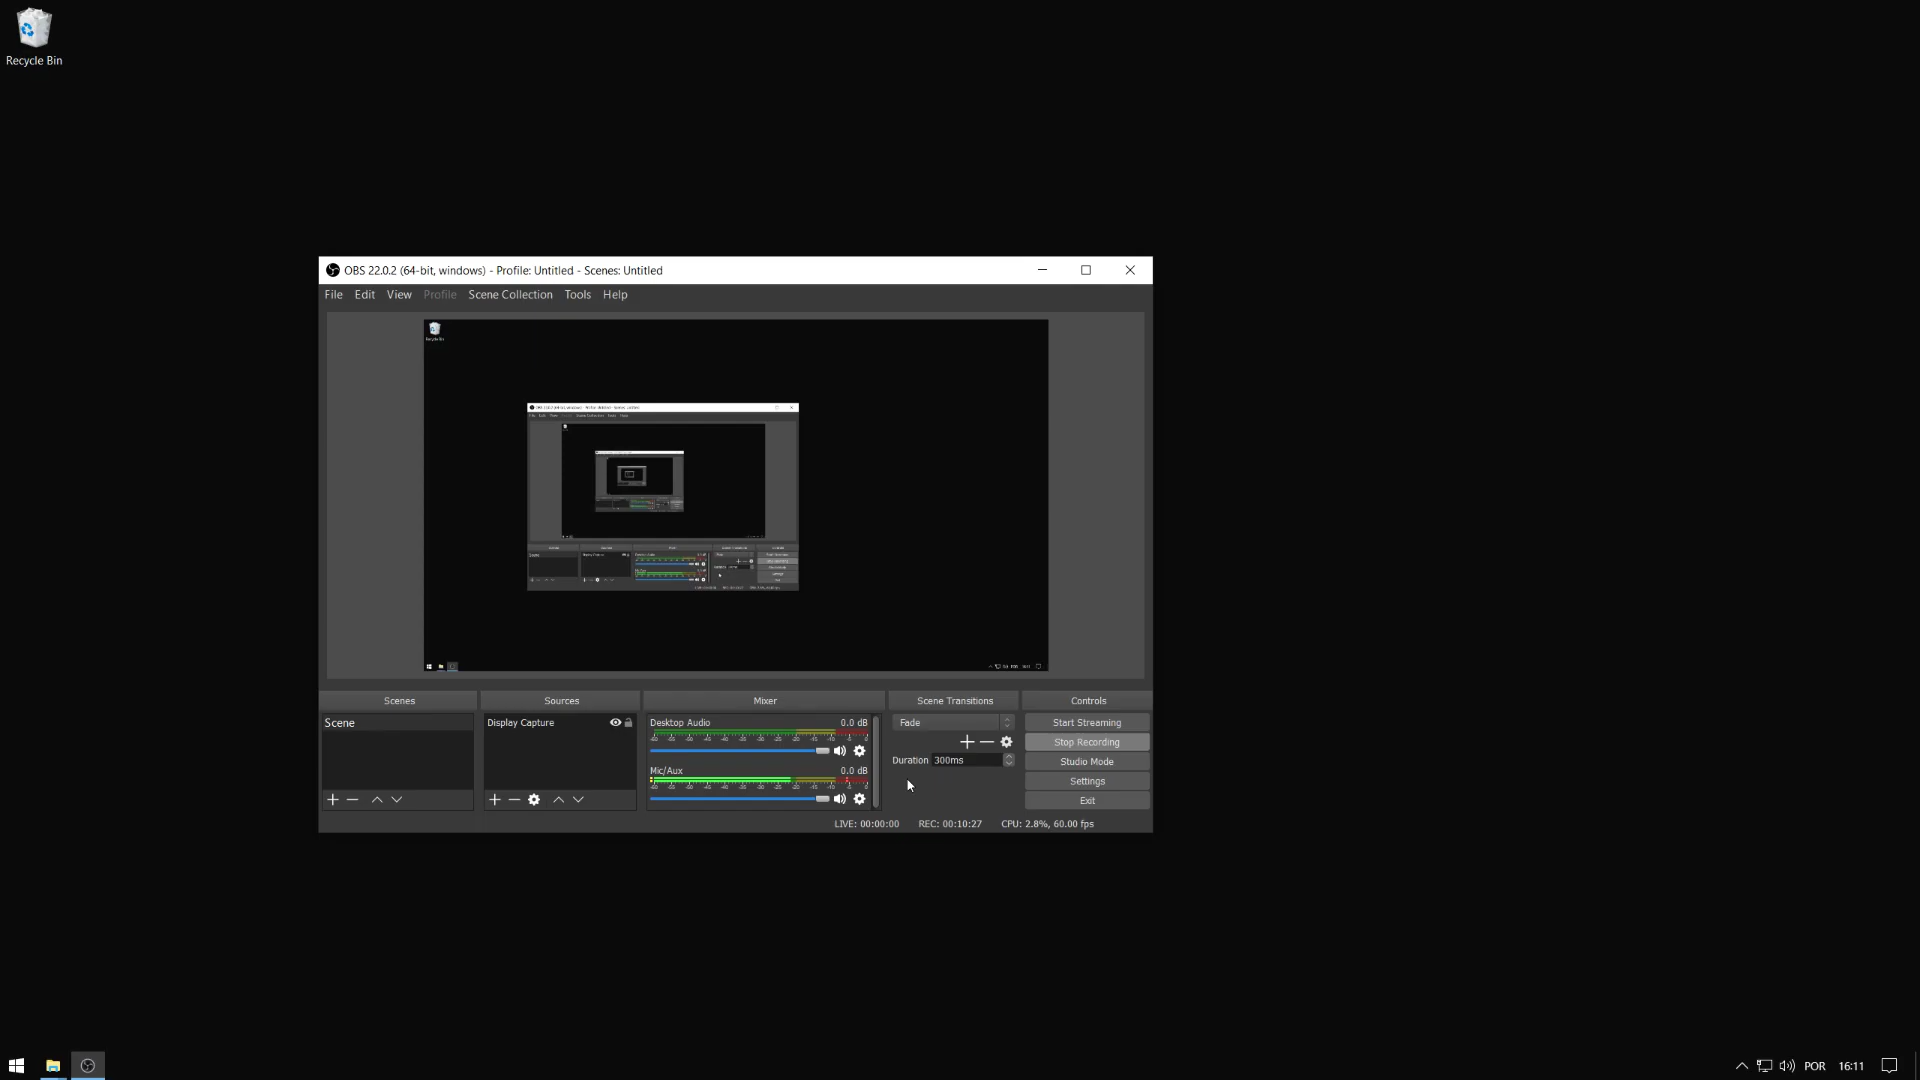 Recycle Bin
OBS 22.0.2 (64-bit, windows) - Profile: Untitled - Scenes: Untitled
File Edit View Profile Scene Collection Tools Help
Scenes Sources Mixer Scene Transitions Controls
Scene
Display Capture
Desktop Audio 0.0 dB
Mic/Aux 0.0 dB
Fade
Duration 300ms
Start Streaming
Stop Recording
Studio Mode
Settings
Exit
LIVE: 00:00:00 REC: 00:10:27 CPU: 2.8%, 60.00 fps
POR 16:11